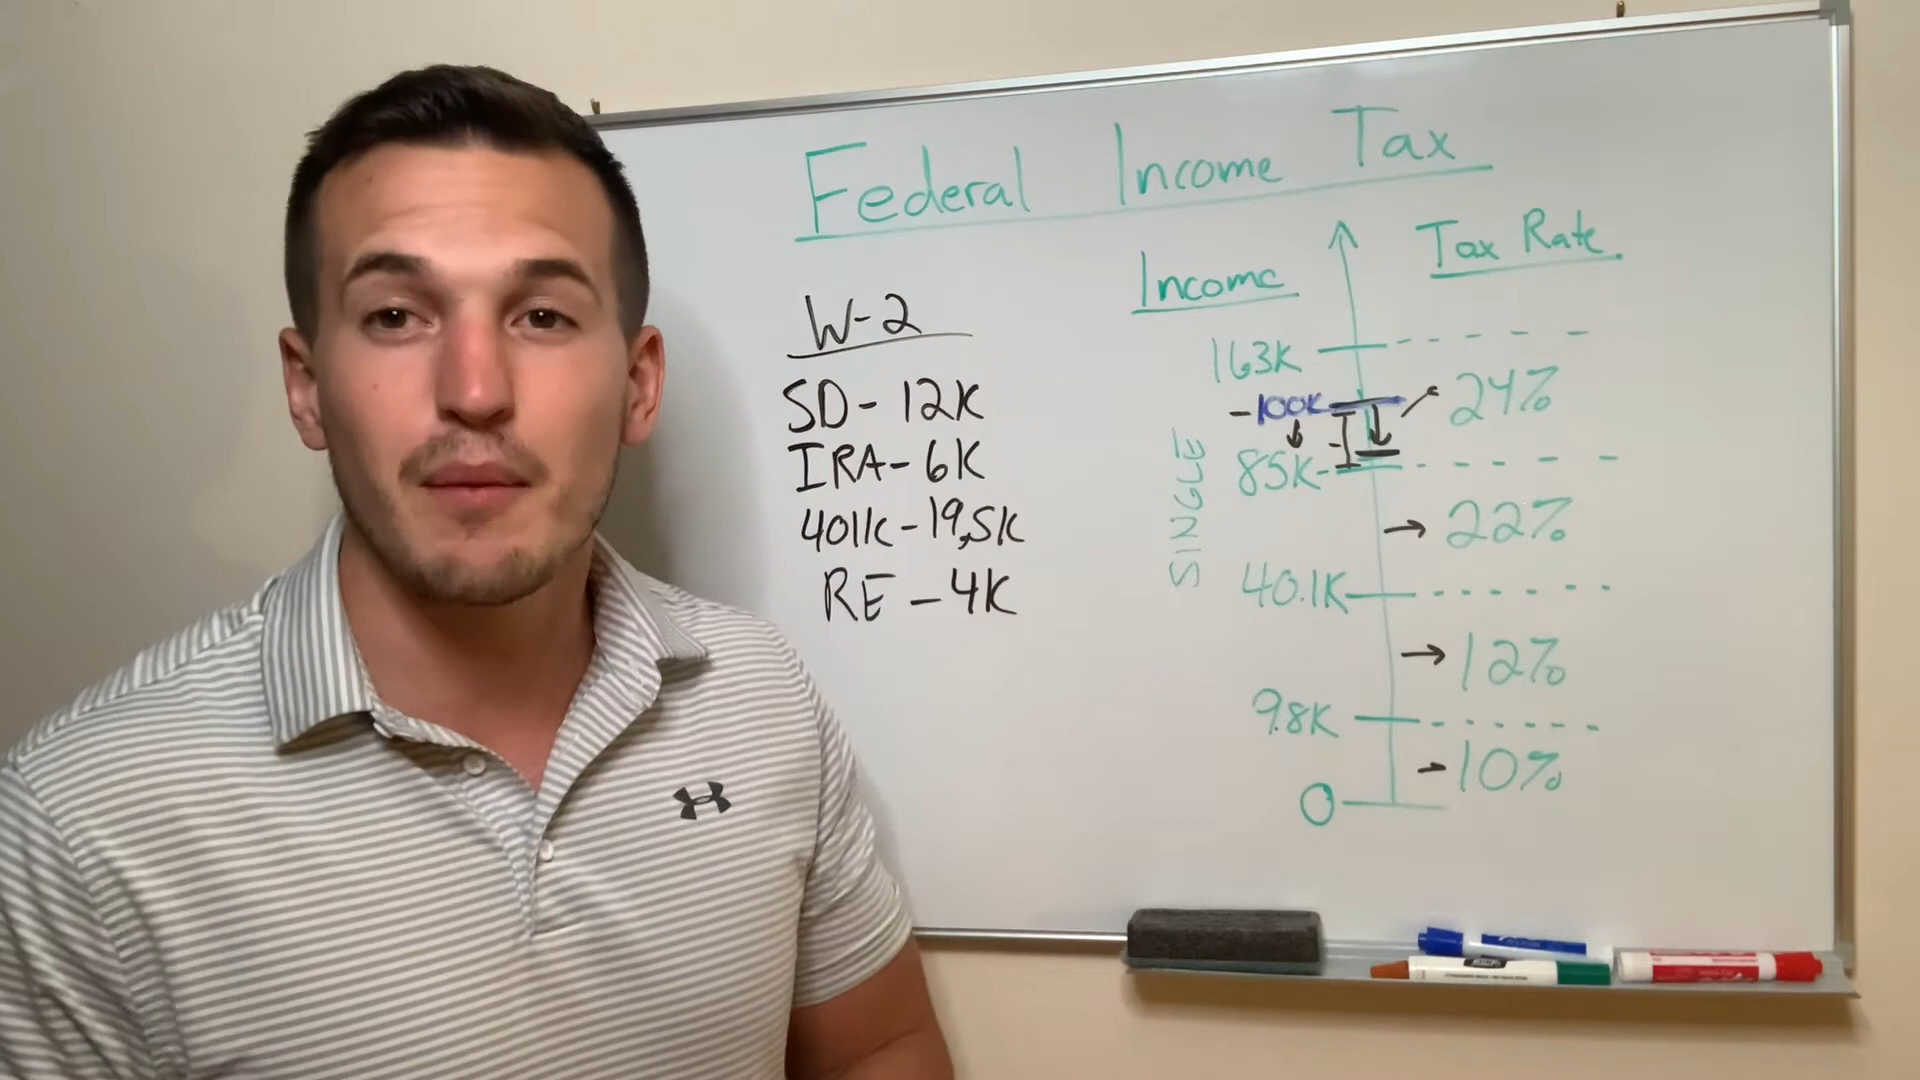 Federal Income Tax
W-2
SD - 12K
IRA - 6K
401K - 19,5K
RE - 4K
Income
Tax Rate
163K
24%
-100K
85K
22%
SINGLE
40.1K
12%
9.8K
10%
0